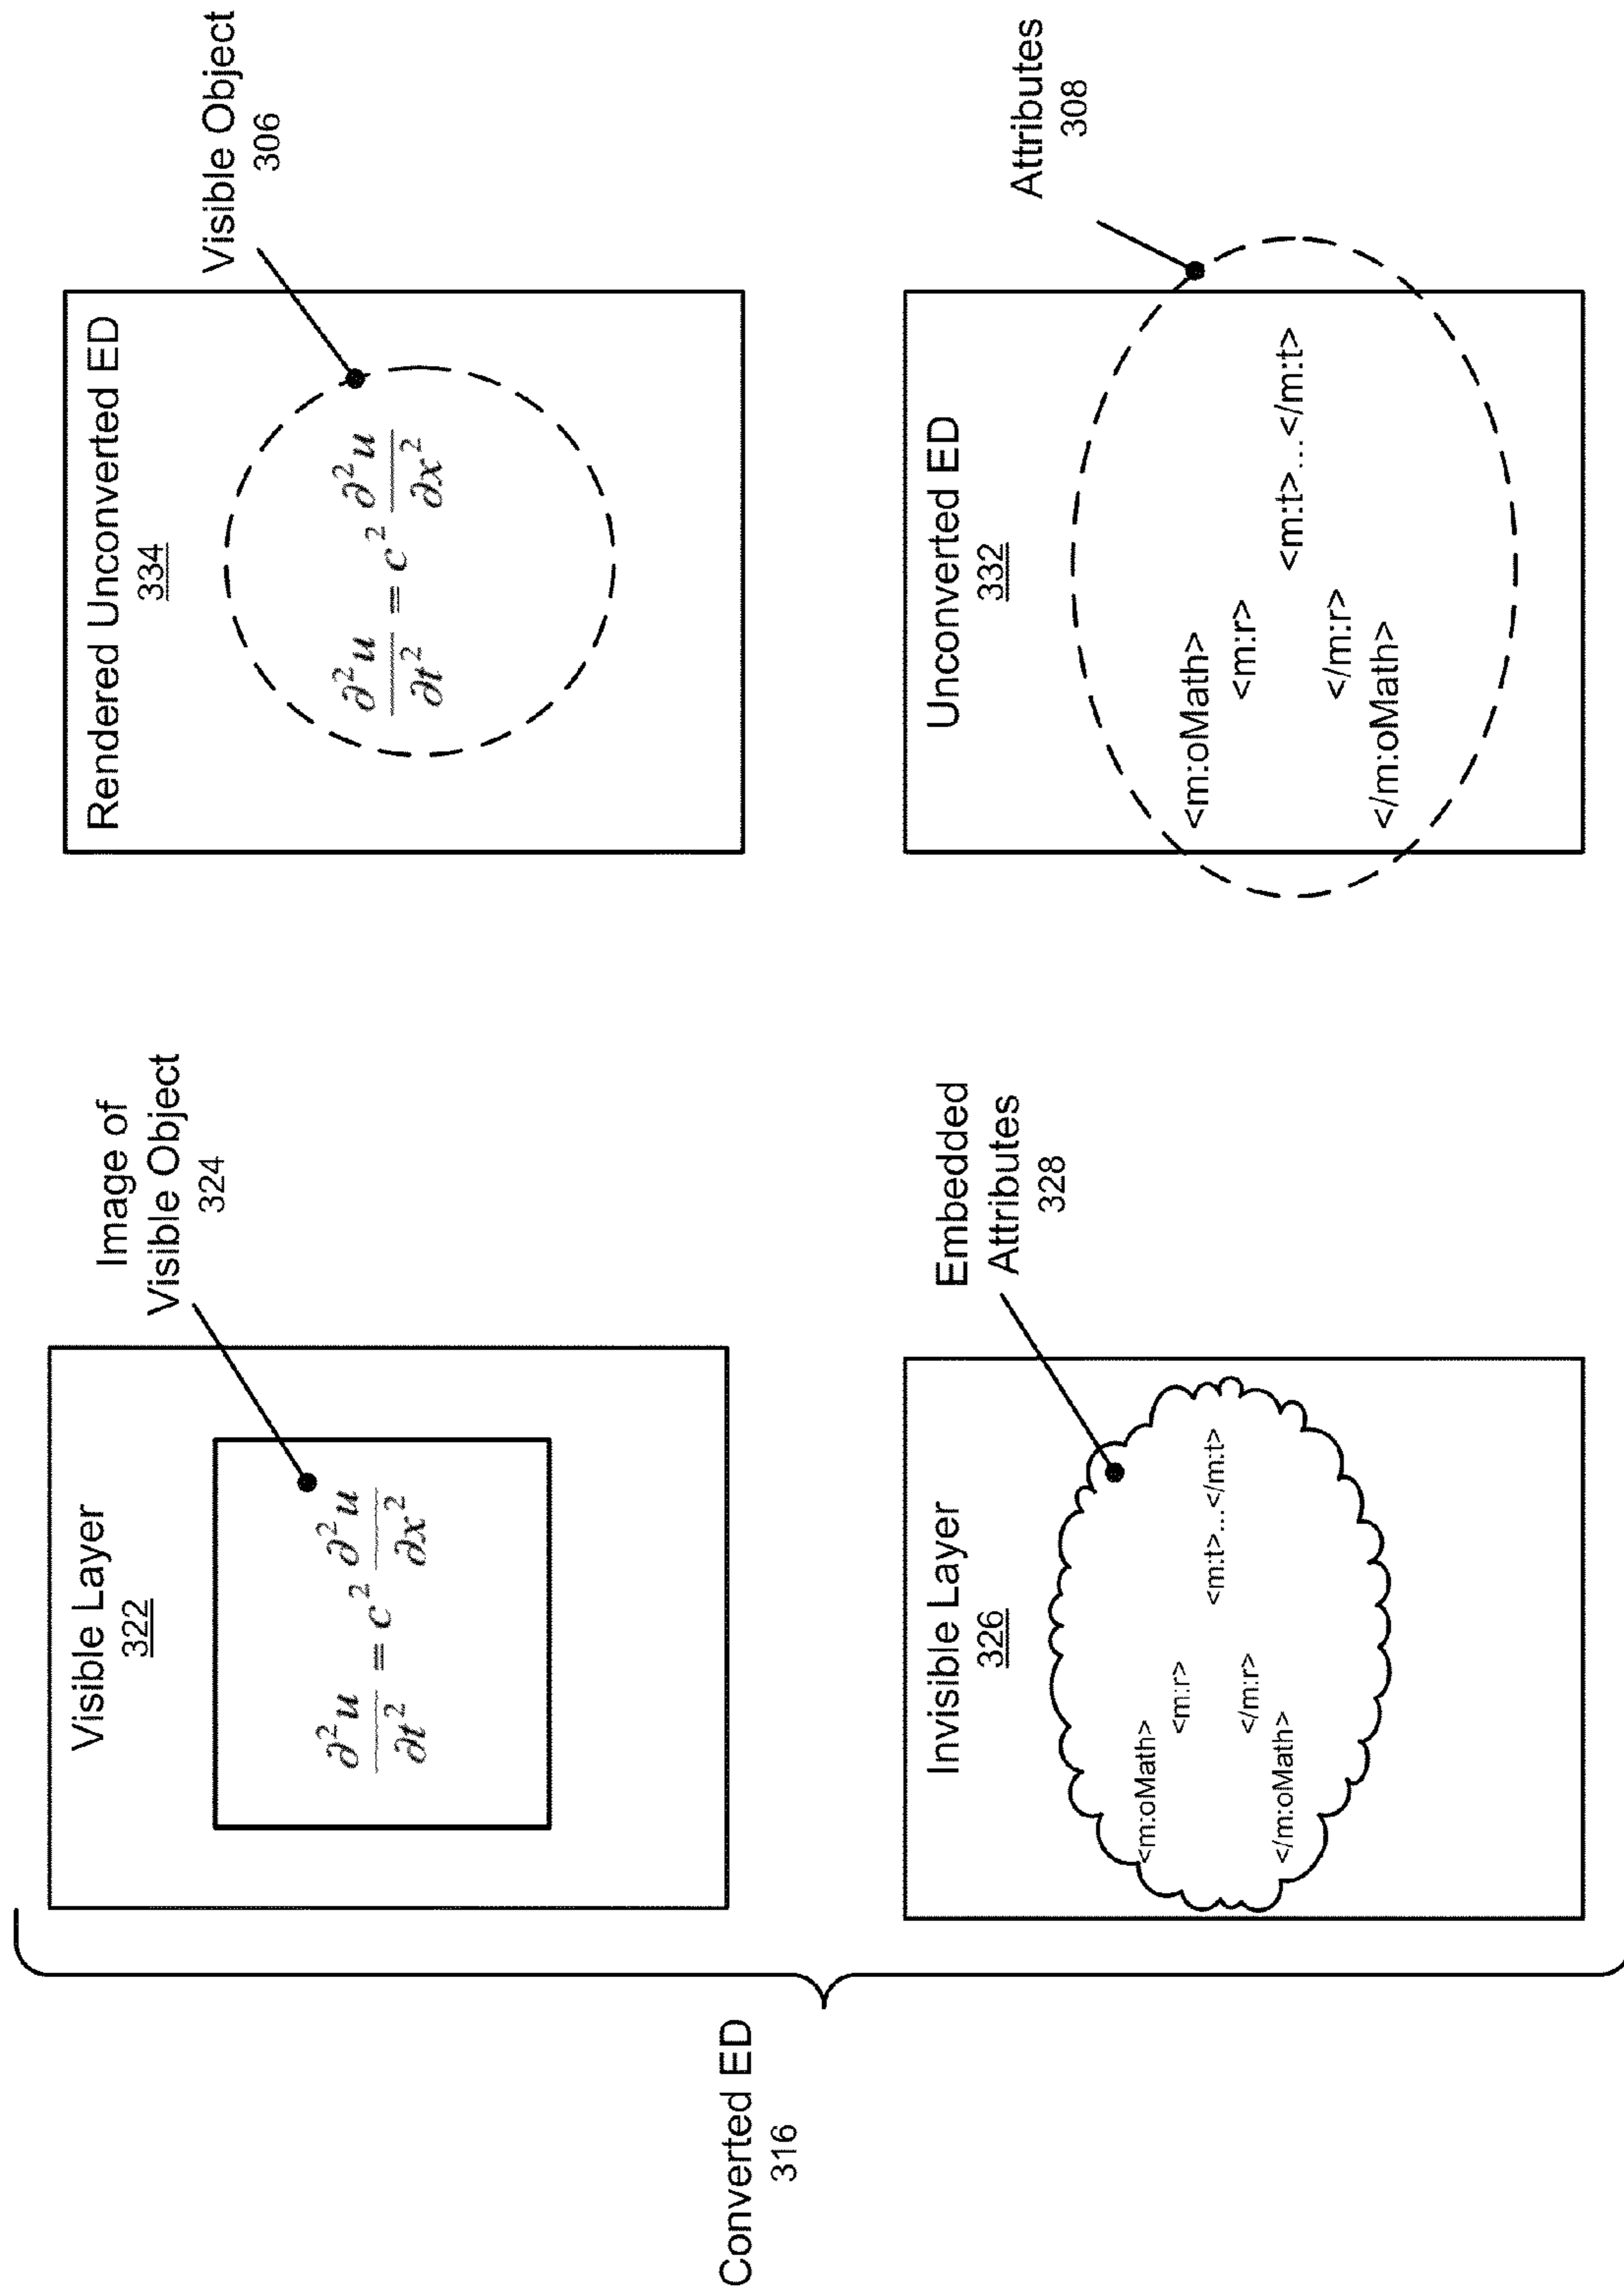 Converted ED
316
Visible Layer
322
∂²u/∂t² = c² ∂²u/∂x²
Image of
Visible Object
324
Rendered Unconverted ED
334
∂²u/∂t² = c² ∂²u/∂x²
Visible Object
306
Invisible Layer
326
<m:oMath>
<m:r>
<m:t>...</m:t>
</m:r>
</m:oMath>
Embedded
Attributes
328
Unconverted ED
332
<m:oMath>
<m:r>
<m:t>...</m:t>
</m:r>
</m:oMath>
Attributes
308